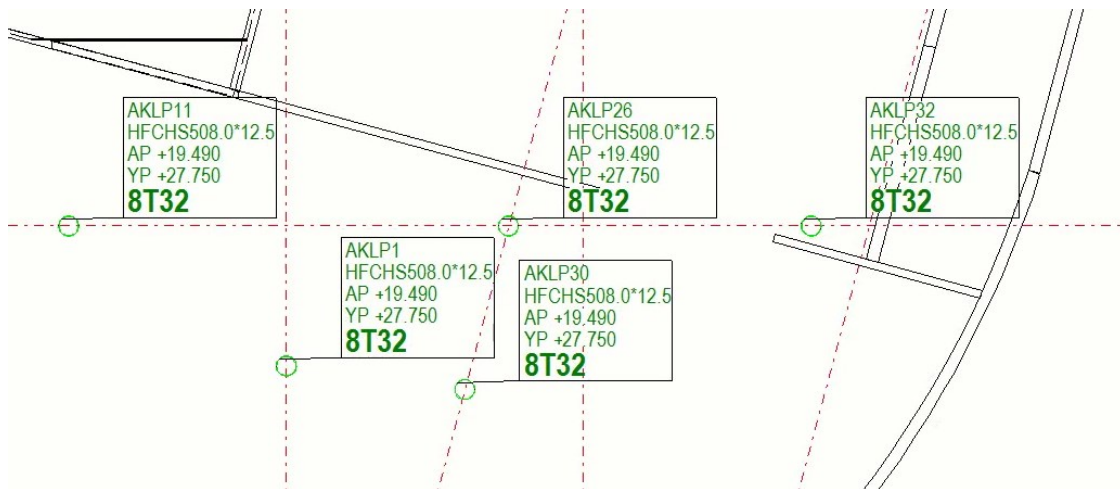 AKLP11
HFCHS508.0*12.5
AP +19.490
YP +27.750
8T32
AKLP26
HFCHS508.0*12.5
AP +19.490
YP +27.750
8T32
AKLP32
HFCHS508.0*12.5
AP +19.490
YP +27.750
8T32
AKLP1
HFCHS508.0*12.5
AP +19.490
YP +27.750
8T32
AKLP30
HFCHS508.0*12.5
AP +19.490
YP +27.750
8T32